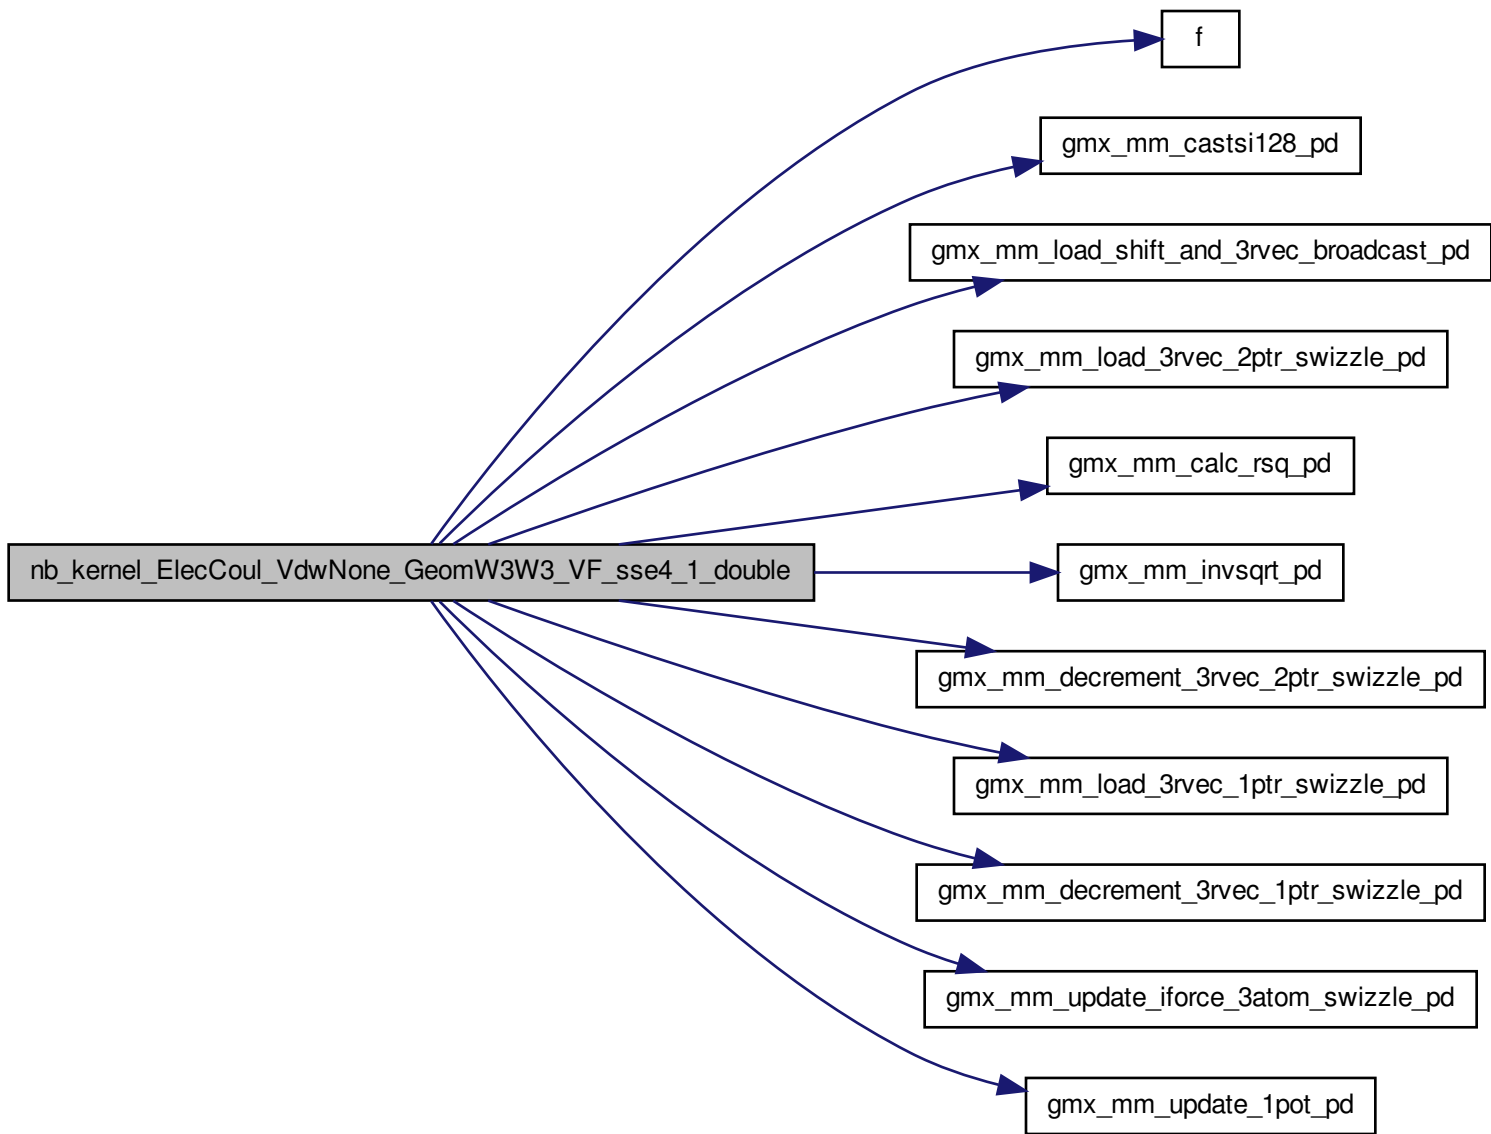 f
gmx_mm_castsi128_pd
gmx_mm_load_shift_and_3rvec_broadcast_pd
gmx_mm_load_3rvec_2ptr_swizzle_pd
gmx_mm_calc_rsq_pd
nb_kernel_ElecCoul_VdwNone_GeomW3W3_VF_sse4_1_double
gmx_mm_invsqrt_pd
gmx_mm_decrement_3rvec_2ptr_swizzle_pd
gmx_mm_load_3rvec_1ptr_swizzle_pd
gmx_mm_decrement_3rvec_1ptr_swizzle_pd
gmx_mm_update_iforce_3atom_swizzle_pd
gmx_mm_update_1pot_pd